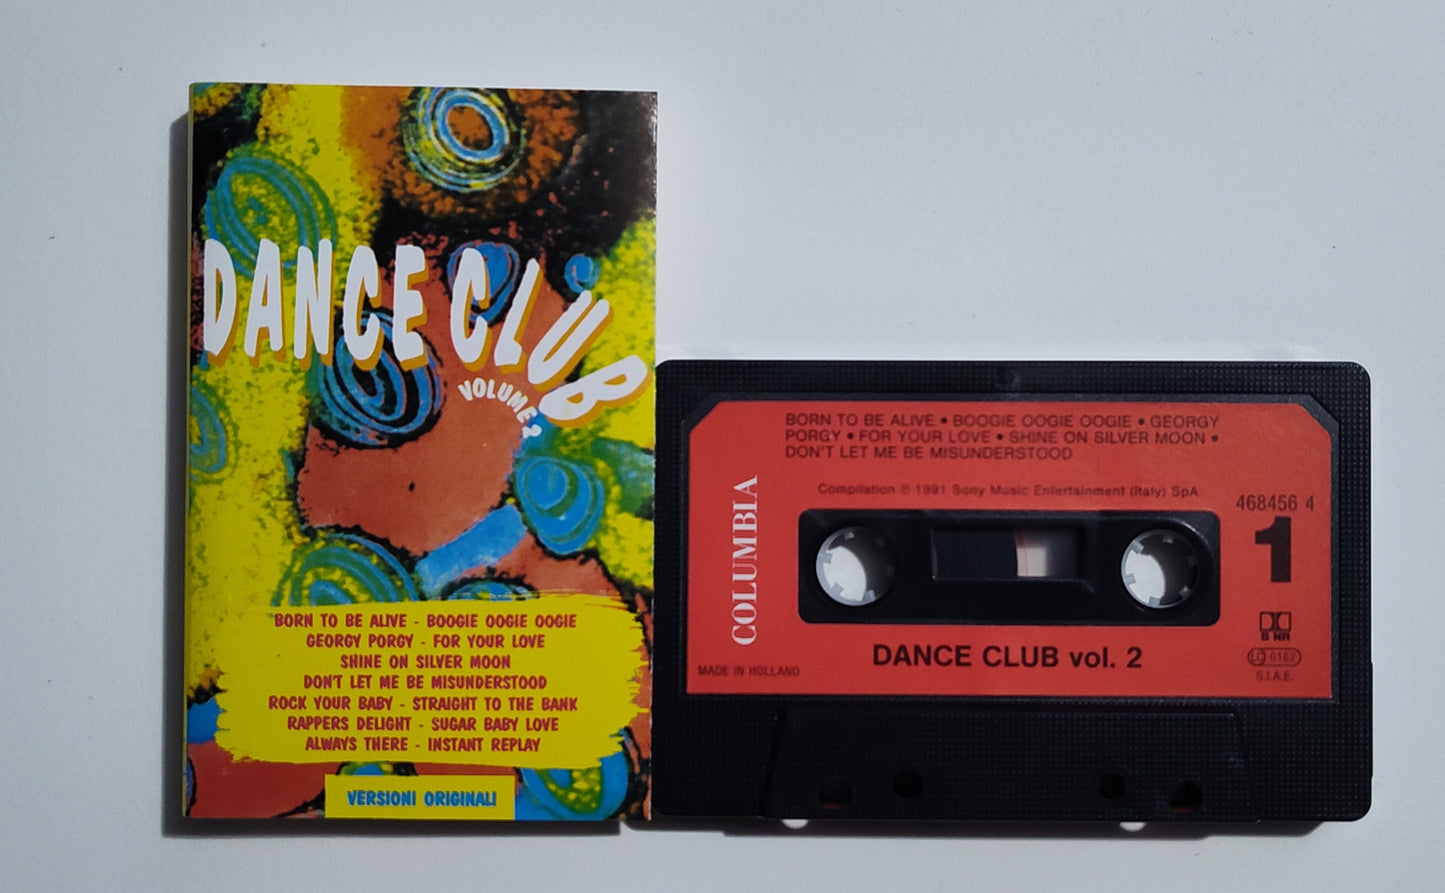 DANCE CLUB
VOLUME 2
BORN TO BE ALIVE - BOOGIE OOGIE OOGIE
GEORGY PORGY - FOR YOUR LOVE
SHINE ON SILVER MOON
DON'T LET ME BE MISUNDERSTOOD
ROCK YOUR BABY - STRAIGHT TO THE BANK
RAPPERS DELIGHT - SUGAR BABY LOVE
ALWAYS THERE - INSTANT REPLAY
VERSIONI ORIGINALI
BORN TO BE ALIVE • BOOGIE OOGIE OOGIE • GEORGY
PORGY • FOR YOUR LOVE • SHINE ON SILVER MOON •
DON'T LET ME BE MISUNDERSTOOD
Compilation ℗ 1991 Sony Music Entertainment (Italy) SpA
468456 4
1
COLUMBIA
B NR
DANCE CLUB vol. 2
LC 0162
MADE IN HOLLAND
S.I.A.E.